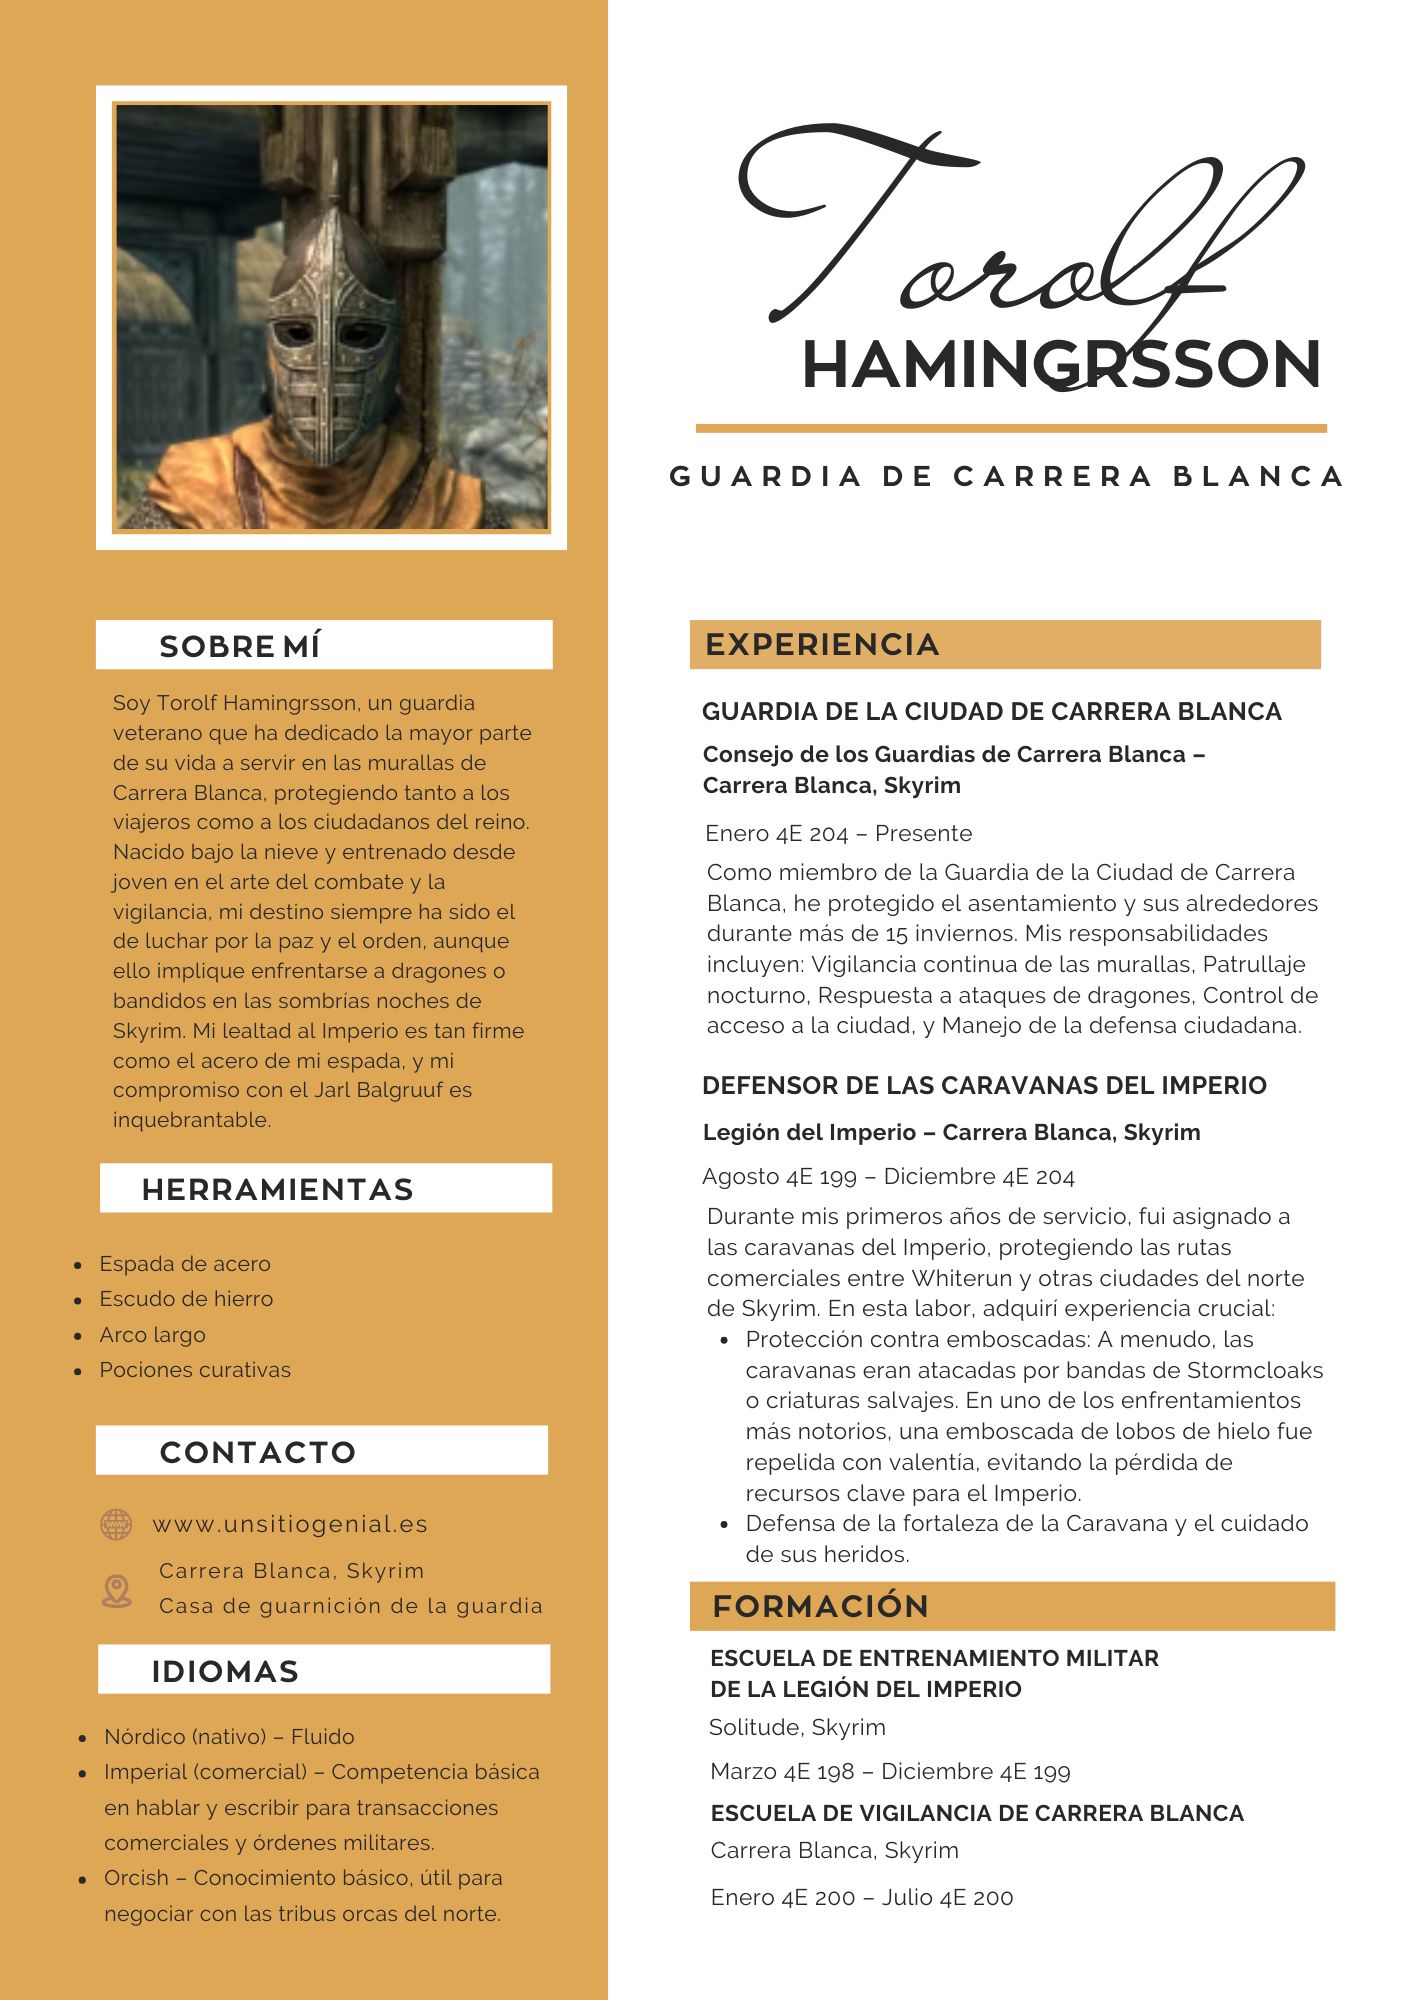 Torolf
HAMINGRSSON
GUARDIA DE CARRERA BLANCA
SOBRE MÍ
Soy Torolf Hamingrsson, un guardia
veterano que ha dedicado la mayor parte
de su vida a servir en las murallas de
Carrera Blanca, protegiendo tanto a los
viajeros como a los ciudadanos del reino.
Nacido bajo la nieve y entrenado desde
joven en el arte del combate y la
vigilancia, mi destino siempre ha sido el
de luchar por la paz y el orden, aunque
ello implique enfrentarse a dragones o
bandidos en las sombrías noches de
Skyrim. Mi lealtad al Imperio es tan firme
como el acero de mi espada, y mi
compromiso con el Jarl Balgruuf es
inquebrantable.
HERRAMIENTAS
• Espada de acero
• Escudo de hierro
• Arco largo
• Pociones curativas
CONTACTO
www.unsitiogenial.es
Carrera Blanca, Skyrim
Casa de guarnición de la guardia
IDIOMAS
• Nórdico (nativo) – Fluido
• Imperial (comercial) – Competencia básica
en hablar y escribir para transacciones
comerciales y órdenes militares.
• Orcish – Conocimiento básico, útil para
negociar con las tribus orcas del norte.
EXPERIENCIA
GUARDIA DE LA CIUDAD DE CARRERA BLANCA
Consejo de los Guardias de Carrera Blanca –
Carrera Blanca, Skyrim
Enero 4E 204 – Presente
Como miembro de la Guardia de la Ciudad de Carrera
Blanca, he protegido el asentamiento y sus alrededores
durante más de 15 inviernos. Mis responsabilidades
incluyen: Vigilancia continua de las murallas, Patrullaje
nocturno, Respuesta a ataques de dragones, Control de
acceso a la ciudad, y Manejo de la defensa ciudadana.
DEFENSOR DE LAS CARAVANAS DEL IMPERIO
Legión del Imperio – Carrera Blanca, Skyrim
Agosto 4E 199 – Diciembre 4E 204
Durante mis primeros años de servicio, fui asignado a
las caravanas del Imperio, protegiendo las rutas
comerciales entre Whiterun y otras ciudades del norte
de Skyrim. En esta labor, adquirí experiencia crucial:
• Protección contra emboscadas: A menudo, las
caravanas eran atacadas por bandas de Stormcloaks
o criaturas salvajes. En uno de los enfrentamientos
más notorios, una emboscada de lobos de hielo fue
repelida con valentía, evitando la pérdida de
recursos clave para el Imperio.
• Defensa de la fortaleza de la Caravana y el cuidado
de sus heridos.
FORMACIÓN
ESCUELA DE ENTRENAMIENTO MILITAR
DE LA LEGIÓN DEL IMPERIO
Solitude, Skyrim
Marzo 4E 198 – Diciembre 4E 199
ESCUELA DE VIGILANCIA DE CARRERA BLANCA
Carrera Blanca, Skyrim
Enero 4E 200 – Julio 4E 200